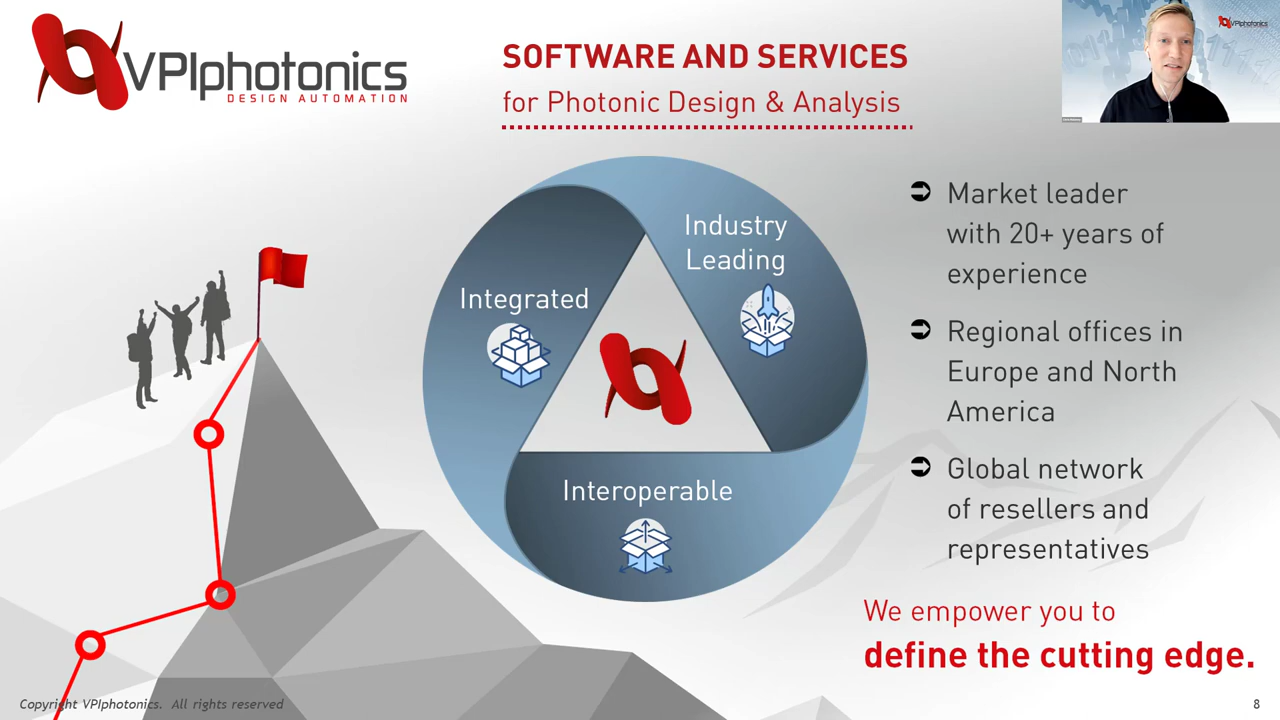 VPIphotonics
DESIGN AUTOMATION
SOFTWARE AND SERVICES
for Photonic Design & Analysis
VPIphotonics
Integrated
Industry
Leading
Interoperable
Market leader
with 20+ years of
experience
Regional offices in
Europe and North
America
Global network
of resellers and
representatives
We empower you to
define the cutting edge.
Copyright VPIphotonics. All rights reserved
8